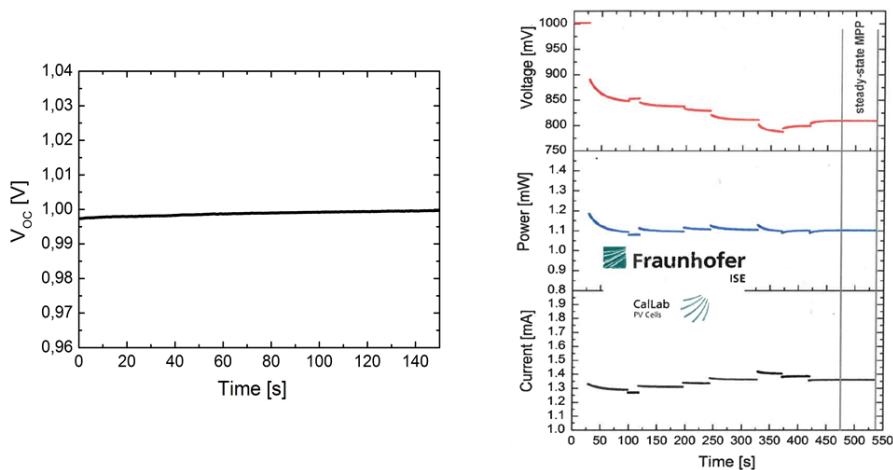 1,04
1,03
1,02
1,01
1,00
0,99
0,98
0,97
0,96
V_OC [V]
0 20 40 60 80 100 120 140
Time [s]
1000
950
900
850
800
750
Voltage [mV]
steady-state MPP
1.4
1.3
1.2
1.1
1.0
0.9
0.8
Power [mW]
Fraunhofer
ISE
CalLab
PV Cells
1.9
1.8
1.7
1.6
1.5
1.4
1.3
1.2
1.1
1.0
Current [mA]
0 50 100 150 200 250 300 350 400 450 500 550
Time [s]